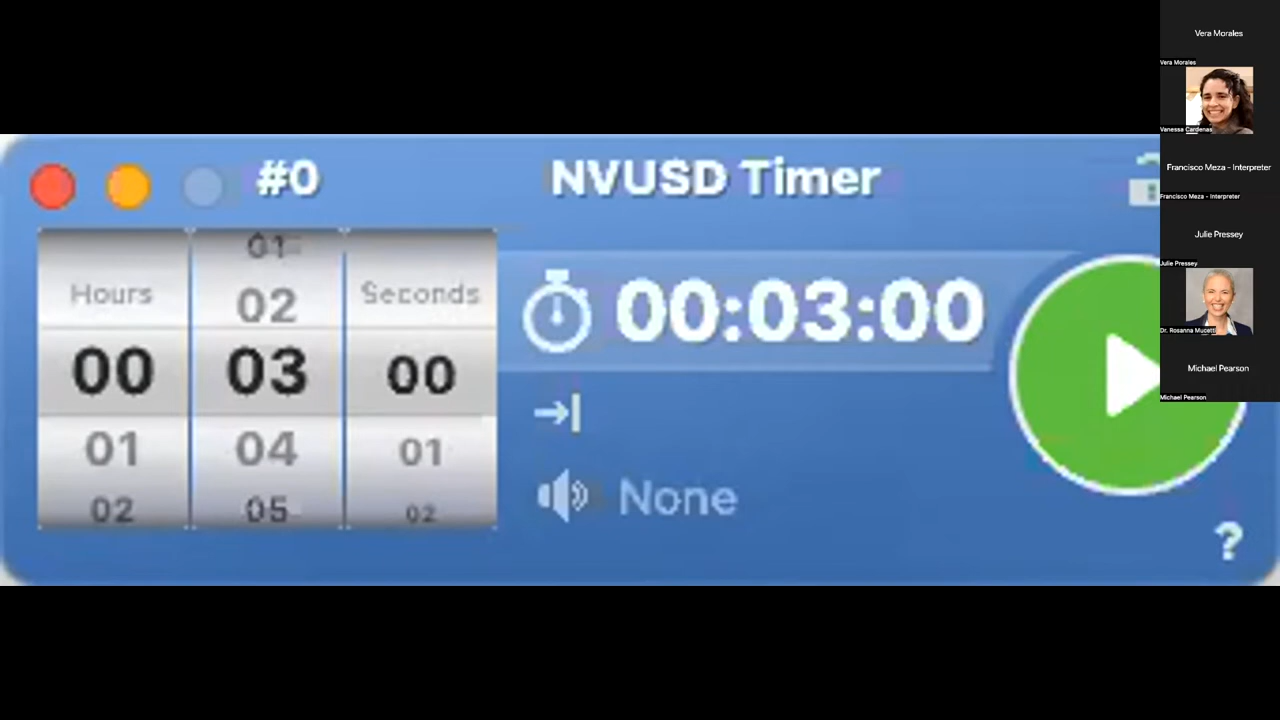 #0 NVUSD Timer
01
Hours 02 Seconds
00 03 00 00:03:00
01 04 01
02 05 02
None
?
Vera Morales
Vera Morales
Vanessa Cardenas
Francisco Meza - Interpreter
Francisco Meza - Interpreter
Julie Pressey
Julie Pressey
Dr. Rosanna Mucetti
Michael Pearson
Michael Pearson